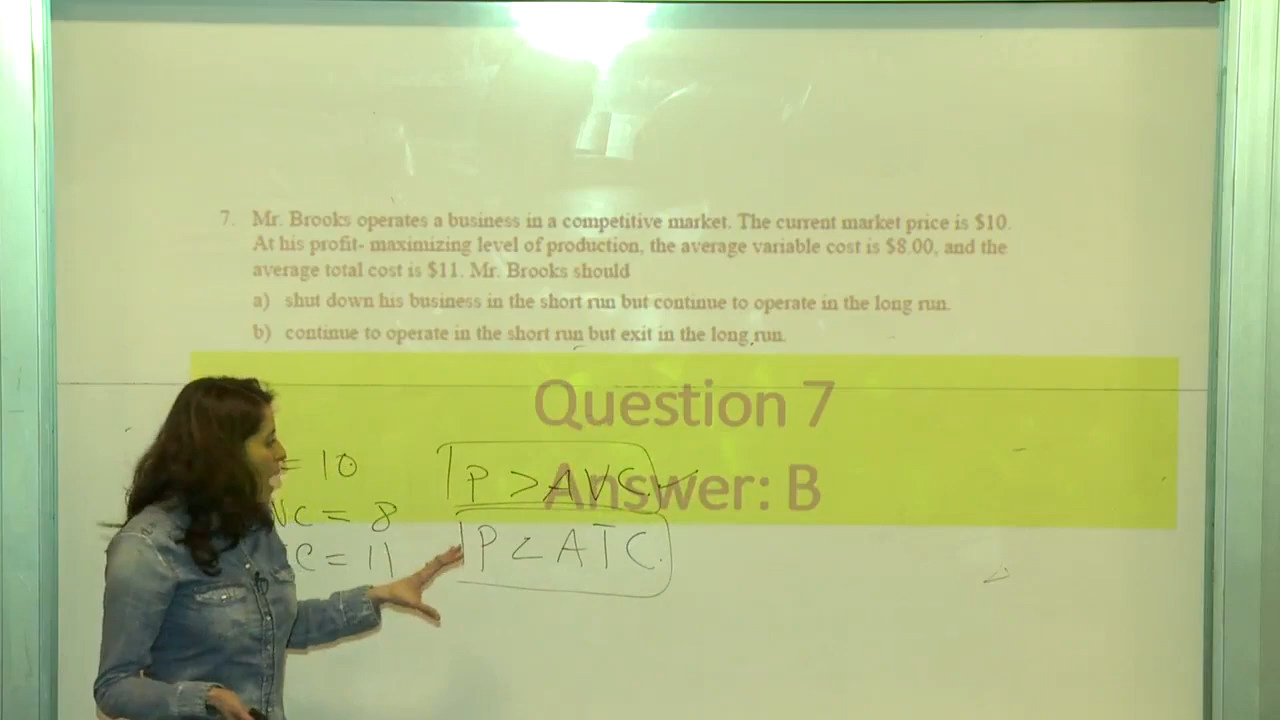 7. Mr. Brooks operates a business in a competitive market. The current market price is $10.
At his profit- maximizing level of production, the average variable cost is $8.00, and the
average total cost is $11. Mr. Brooks should
a) shut down his business in the short run but continue to operate in the long run.
b) continue to operate in the short run but exit in the long run.
Question 7
Answer: B
= 10
VC = 8
C = 11
P > AVC ✓
P < ATC